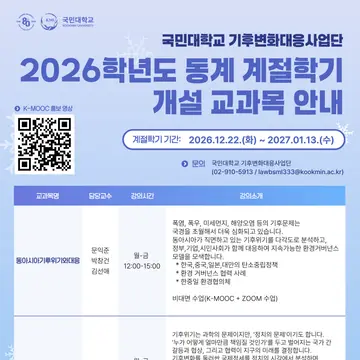 국민대학교
국민대학교 기후변화대응사업단
2026학년도 동계 계절학기
개설 교과목 안내
K-MOOC 홍보 영상
계절학기 기간: 2026.12.22.(화) ~ 2027.01.13.(수)
문의 국민대학교 기후변화대응사업단
(02-910-5913 / lawbsml333@kookmin.ac.kr)
교과목명 담당교수 강의시간 강의소개
동아시아기후위기와대응
문익준
박창건
김선애
월-금
12:00-15:00
폭염, 폭우, 미세먼지, 해양오염 등의 기후문제는
국경을 초월해서 더욱 심화되고 있습니다.
동아시아가 직면하고 있는 기후위기를 다각도로 분석하고,
정부,기업,시민사회가 함께 대응하여 지속가능한 환경거버넌스
모델을 모색합니다.
* 한국,중국,일본,대만의 탄소중립정책
* 환경 거버넌스 협력 사례
* 한중일 환경협의체
비대면 수업(K-MOOC + ZOOM 수업)
기후위기는 과학의 문제이지만, '정치의 문제'이기도 합니다.
'누가 어떻게 얼마만큼 책임질 것인가'를 두고 벌어지는 국가 간
갈등과 협상, 그리고 협력이 지구의 미래를 결정합니다.